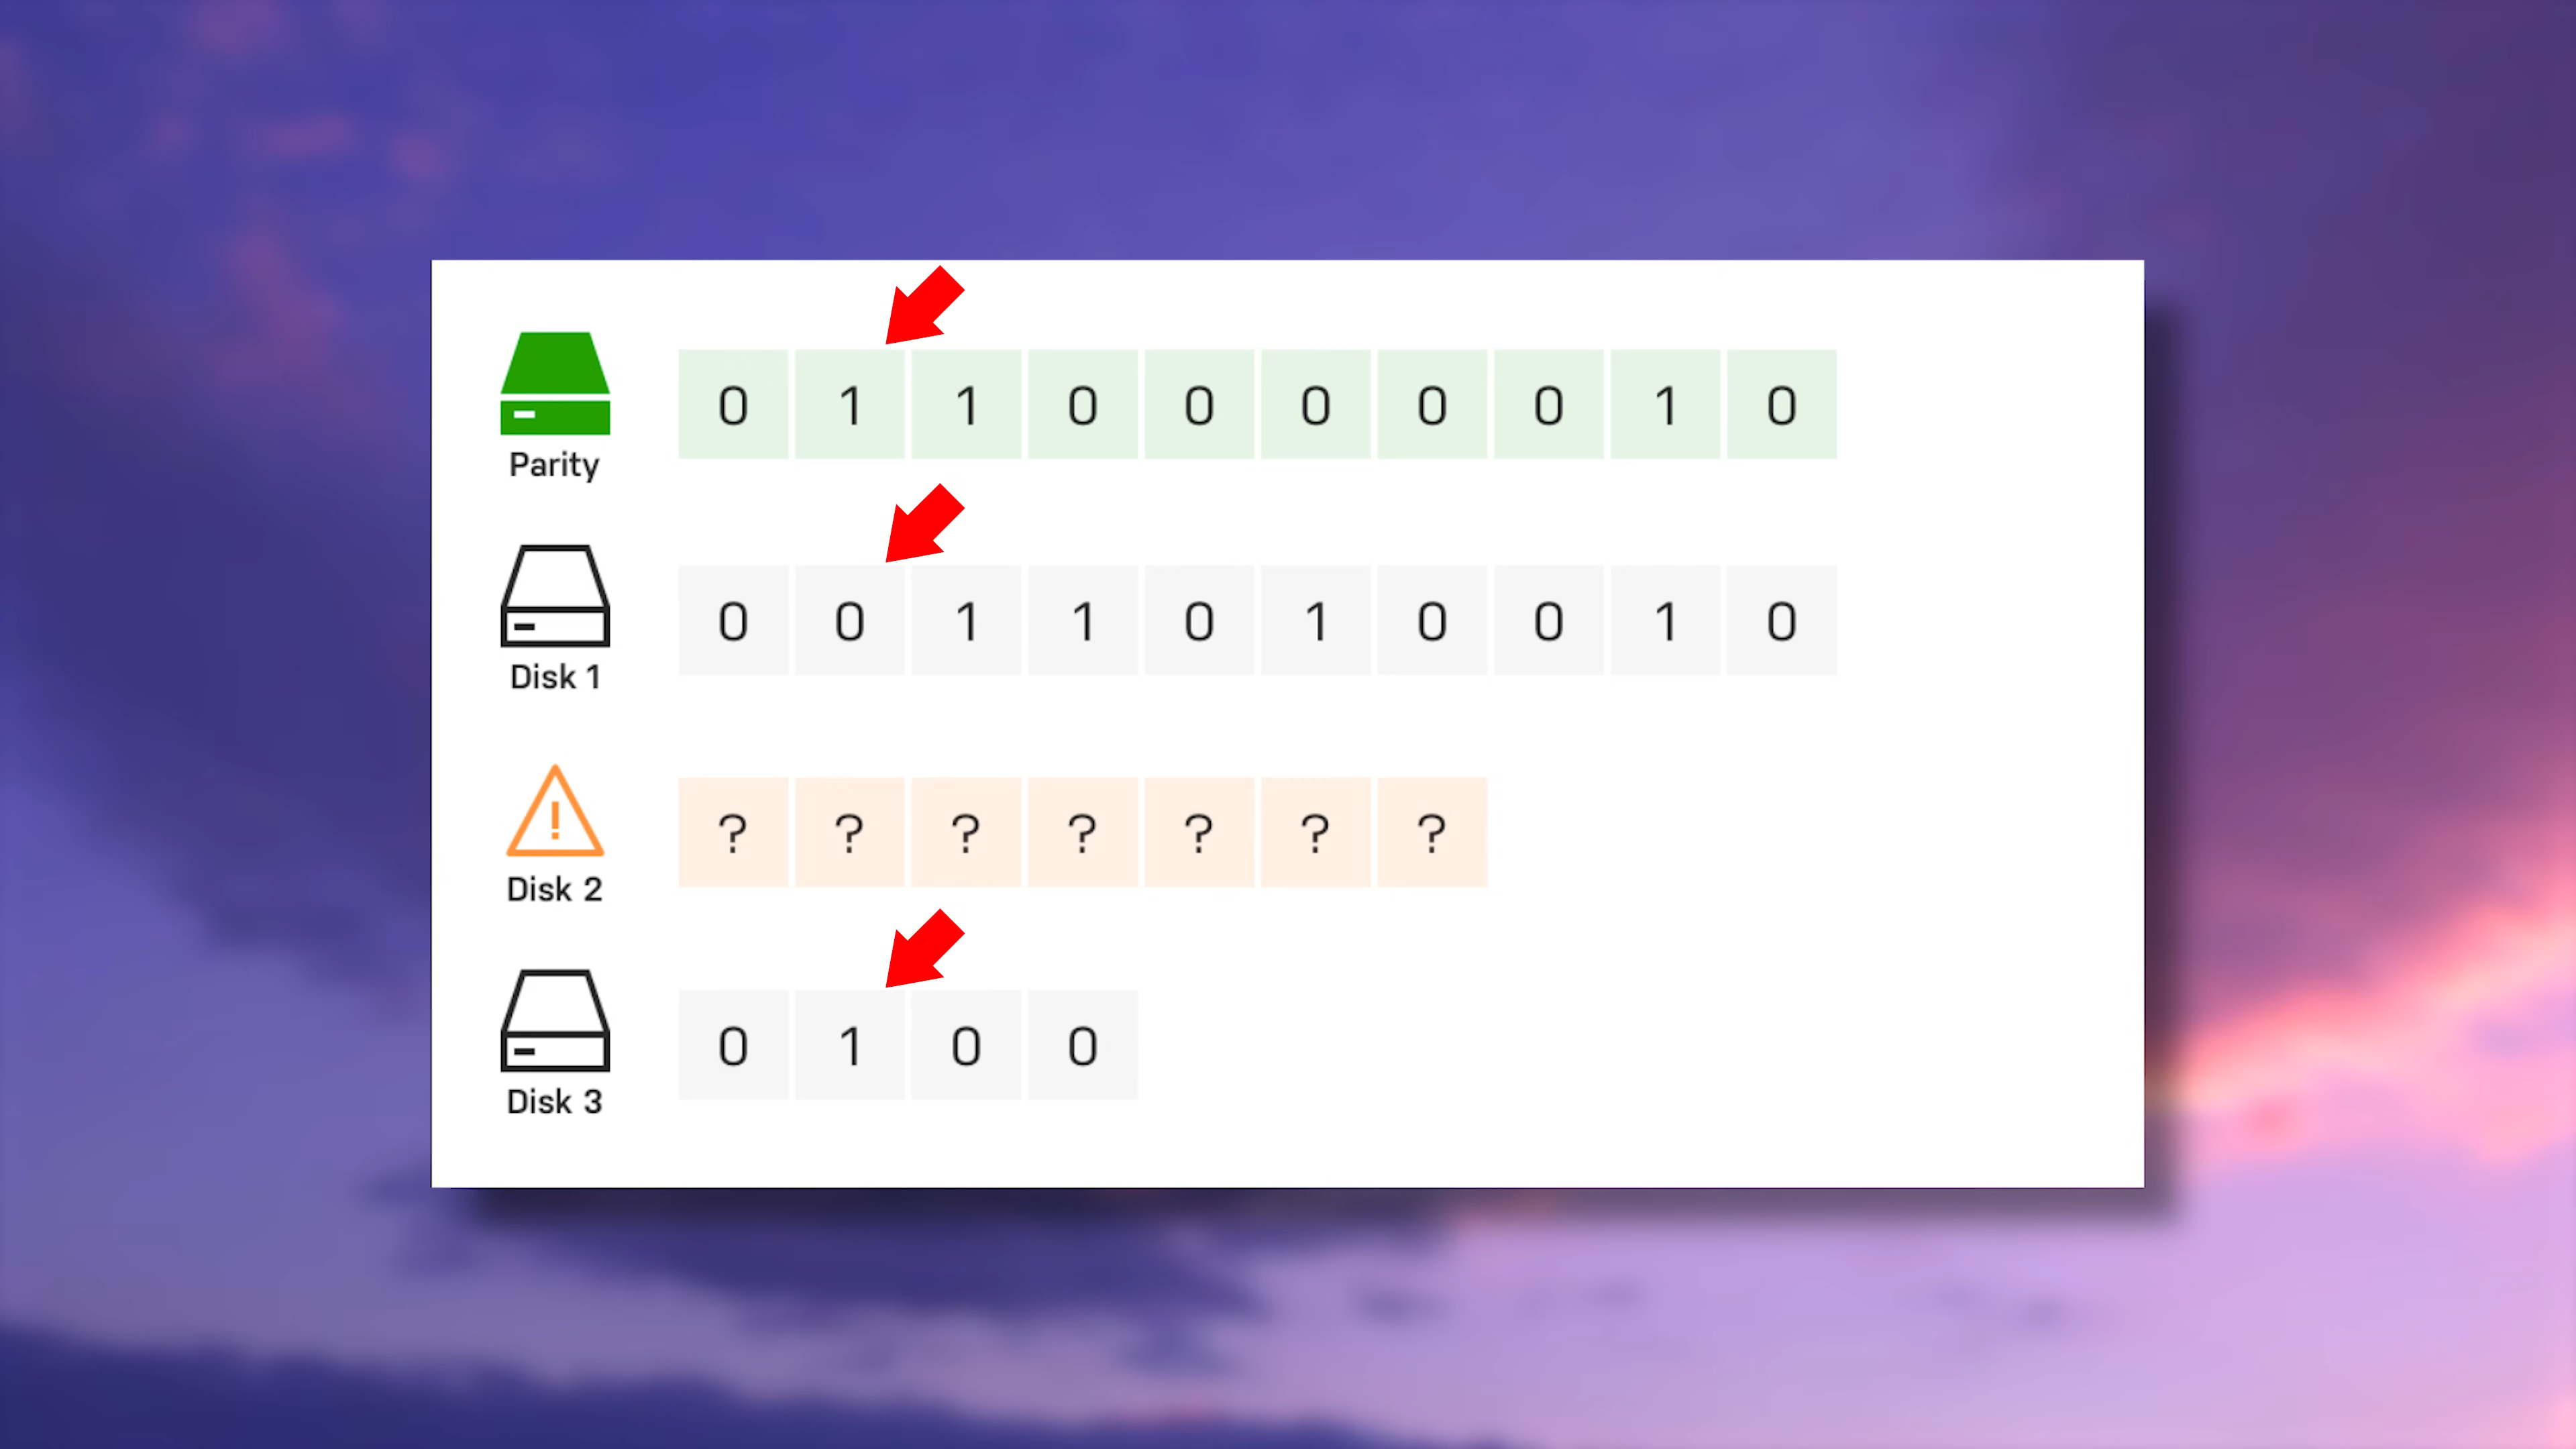 0 1 1 0 0 0 0 0 1 0
Parity
0 0 1 1 0 1 0 0 1 0
Disk 1
? ? ? ? ? ? ?
!
Disk 2
0 1 0 0
Disk 3